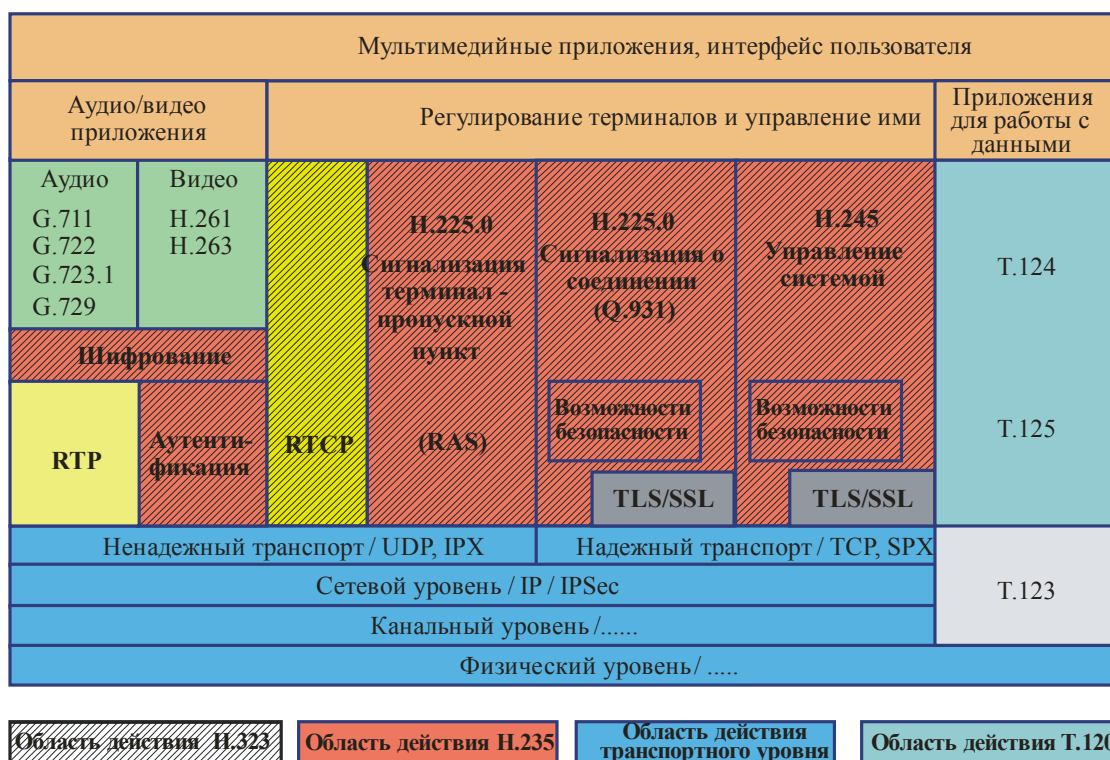 Мультимедийные приложения, интерфейс пользователя
Аудио/видео
приложения
Регулирование терминалов и управление ими
Приложения
для работы с
данными
Аудио
G.711
G.722
G.723.1
G.729
Видео
H.261
H.263
Шифрование
RTP
Аутенти-
фикация
RTCP
H.225.0
Сигнализация
терминал -
пропускной
пункт
(RAS)
H.225.0
Сигнализация о
соединении
(Q.931)
Возможности
безопасности
TLS/SSL
H.245
Управление
системой
Возможности
безопасности
TLS/SSL
T.124
T.125
Ненадежный транспорт / UDP, IPX
Надежный транспорт / TCP, SPX
T.123
Сетевой уровень / IP / IPSec
Канальный уровень /......
Физический уровень / .....
Область действия H.323
Область действия H.235
Область действия
транспортного уровня
Область действия T.120